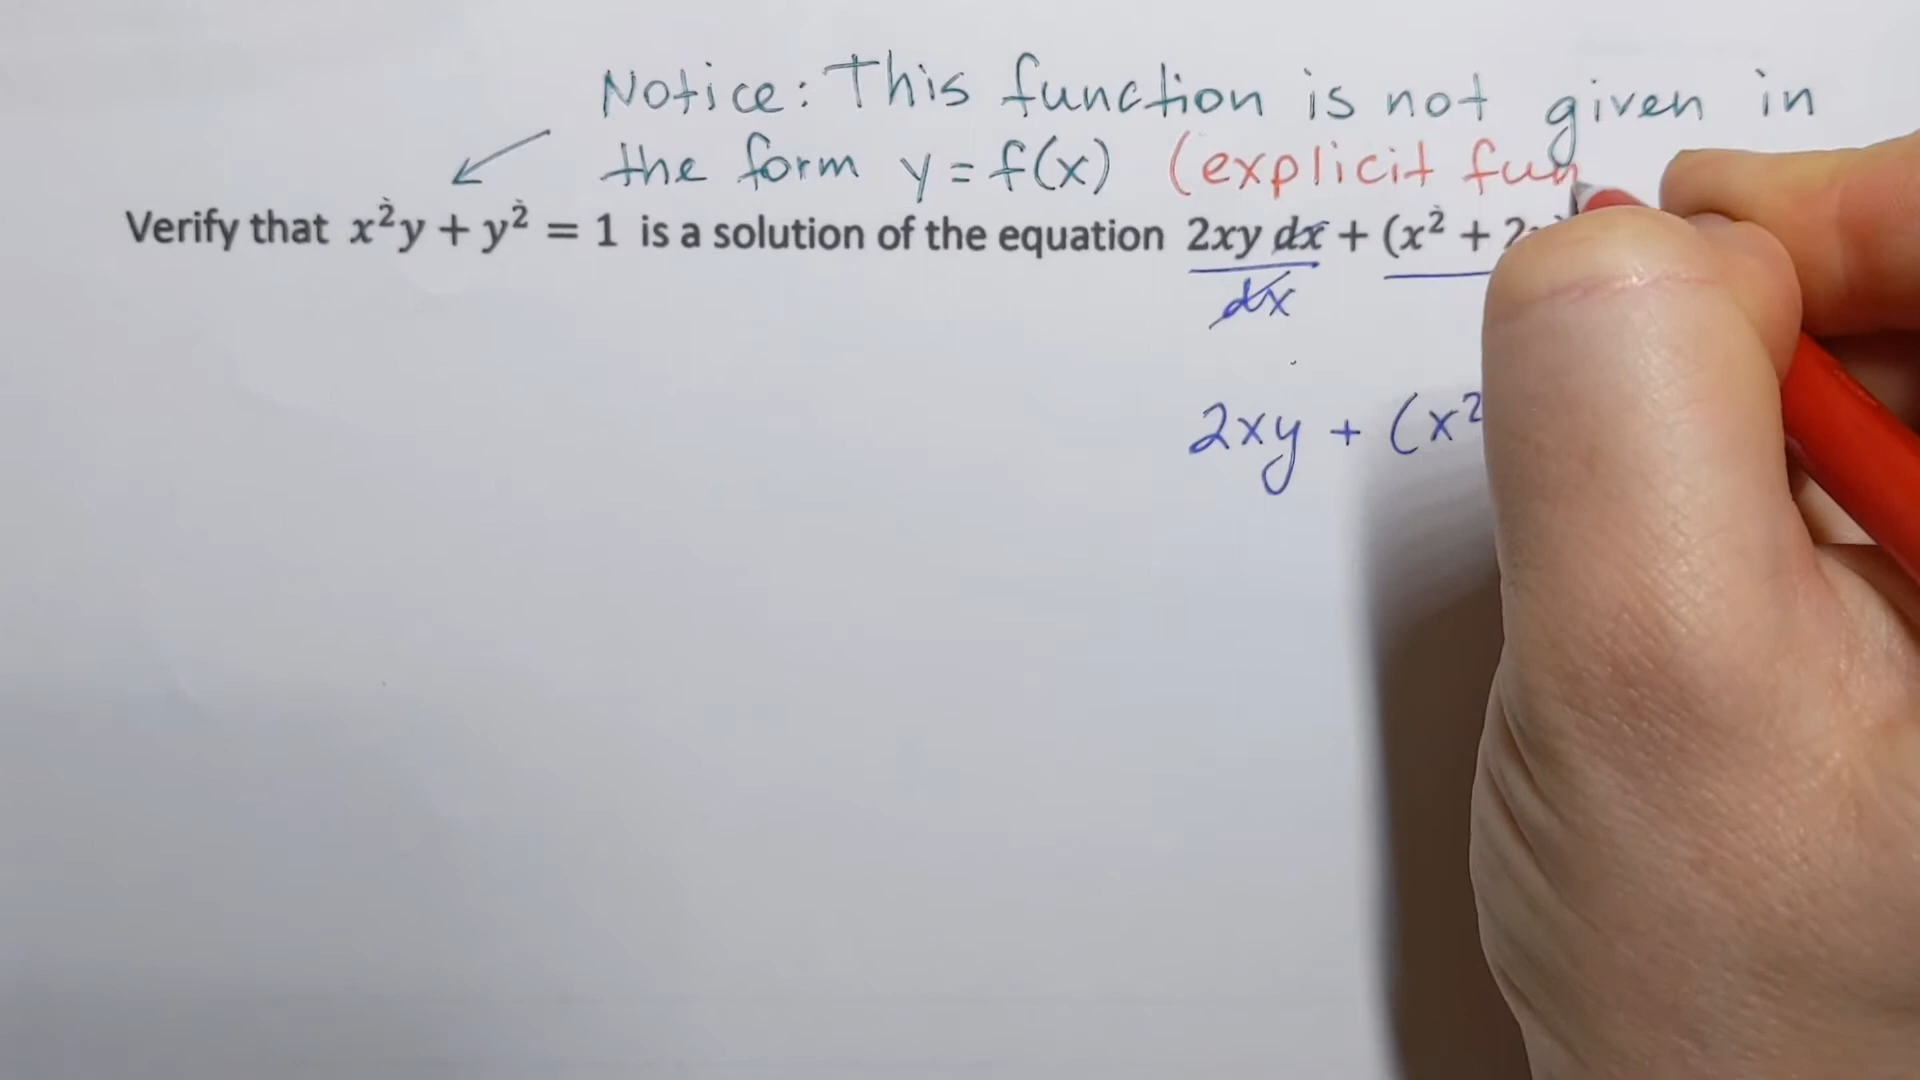 Notice: This function is not given in
the form y = f(x) (explicit fun
Verify that x²y + y² = 1 is a solution of the equation 2xy dx + (x² + 2
dx
2xy + (x²